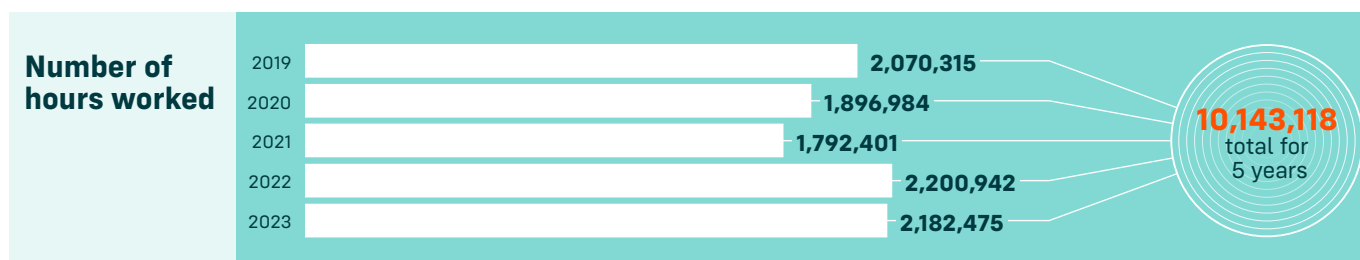 Number of
hours worked
2019
2,070,315
2020
1,896,984
2021
1,792,401
2022
2,200,942
2023
2,182,475
10,143,118
total for
5 years